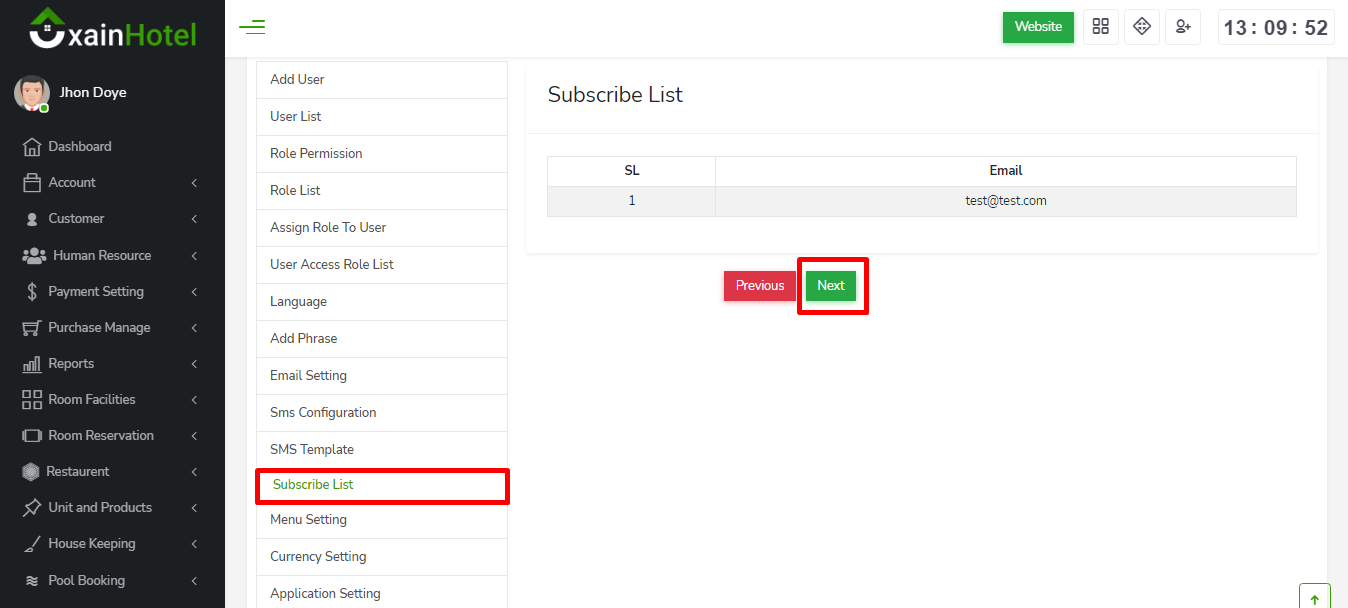 xainHotel
Website
13 : 09 : 52
Jhon Doye
Dashboard
Account
Customer
Human Resource
Payment Setting
Purchase Manage
Reports
Room Facilities
Room Reservation
Restaurent
Unit and Products
House Keeping
Pool Booking
Add User
User List
Role Permission
Role List
Assign Role To User
User Access Role List
Language
Add Phrase
Email Setting
Sms Configuration
SMS Template
Subscribe List
Menu Setting
Currency Setting
Application Setting
Subscribe List
SL Email
1 test@test.com
Previous Next